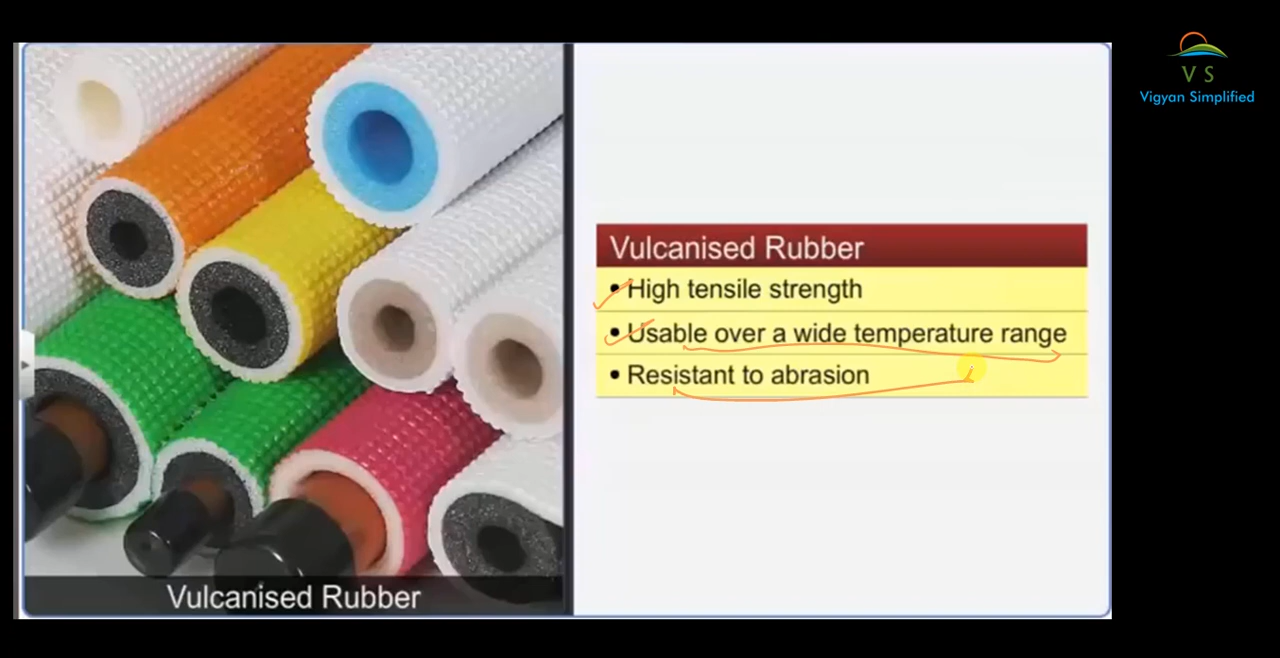 V S
Vigyan Simplified
Vulcanised Rubber
• High tensile strength
• Usable over a wide temperature range
• Resistant to abrasion
Vulcanised Rubber